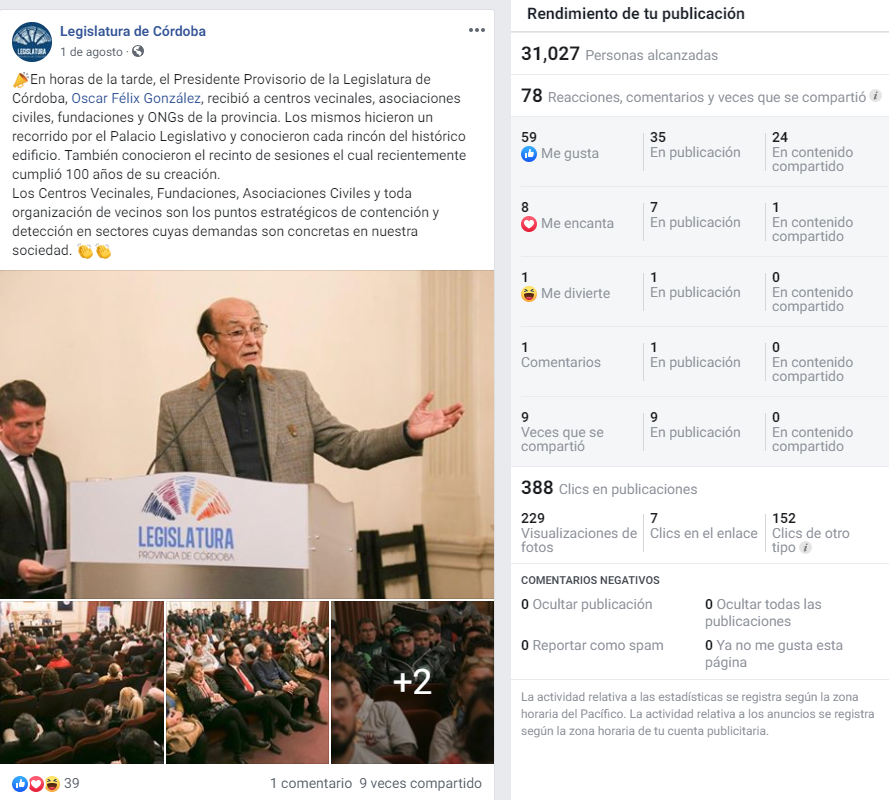 Legislatura de Córdoba
1 de agosto ·
En horas de la tarde, el Presidente Provisorio de la Legislatura de
Córdoba, Oscar Félix González, recibió a centros vecinales, asociaciones
civiles, fundaciones y ONGs de la provincia. Los mismos hicieron un
recorrido por el Palacio Legislativo y conocieron cada rincón del histórico
edificio. También conocieron el recinto de sesiones el cual recientemente
cumplió 100 años de su creación.
Los Centros Vecinales, Fundaciones, Asociaciones Civiles y toda
organización de vecinos son los puntos estratégicos de contención y
detección en sectores cuyas demandas son concretas en nuestra
sociedad.
LEGISLATURA
LEGISLATURA
PROVINCIA DE CÓRDOBA
+2
39
1 comentario 9 veces compartido
Rendimiento de tu publicación
31,027 Personas alcanzadas
78 Reacciones, comentarios y veces que se compartió
59
Me gusta
35
En publicación
24
En contenido
compartido
8
Me encanta
7
En publicación
1
En contenido
compartido
1
Me divierte
1
En publicación
0
En contenido
compartido
1
Comentarios
1
En publicación
0
En contenido
compartido
9
Veces que se
compartió
9
En publicación
0
En contenido
compartido
388 Clics en publicaciones
229
Visualizaciones de
fotos
7
Clics en el enlace
152
Clics de otro
tipo
COMENTARIOS NEGATIVOS
0 Ocultar publicación
0 Ocultar todas las
publicaciones
0 Reportar como spam
0 Ya no me gusta esta
página
La actividad relativa a las estadísticas se registra según la zona
horaria del Pacífico. La actividad relativa a los anuncios se registra
según la zona horaria de tu cuenta publicitaria.